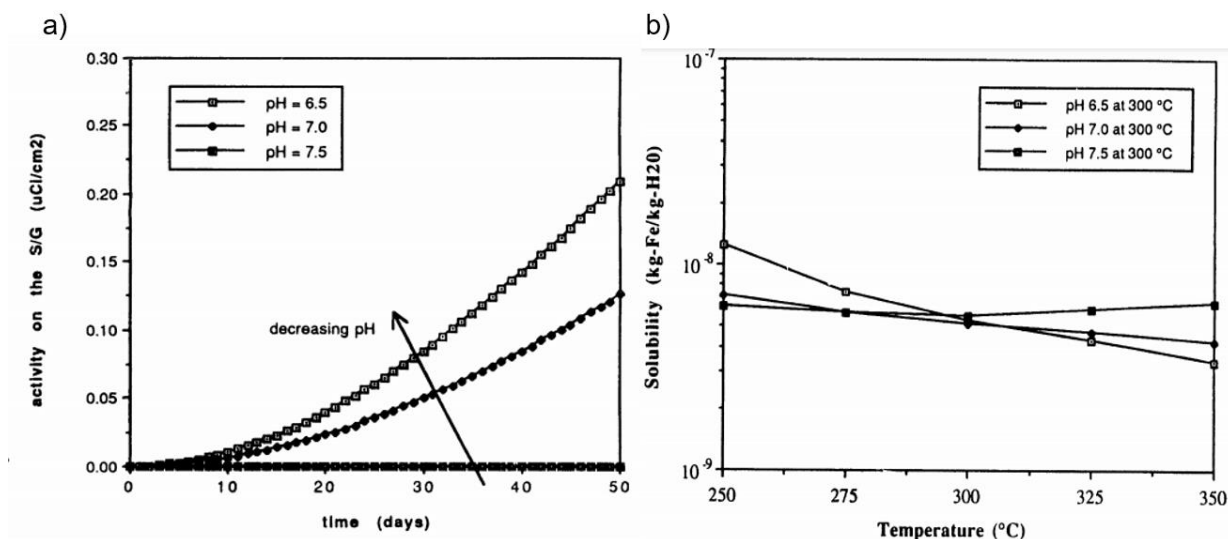 a)
0.30
0.25
0.20
0.15
0.10
0.05
0.00
activity on the S/G (uCi/cm2)
pH = 6.5
pH = 7.0
pH = 7.5
decreasing pH
0
10
20
30
40
50
time (days)
b)
10-7
10-8
10-9
Solubility (kg-Fe/kg-H20)
pH 6.5 at 300 ºC
pH 7.0 at 300 ºC
pH 7.5 at 300 ºC
250
275
300
325
350
Temperature (°C)